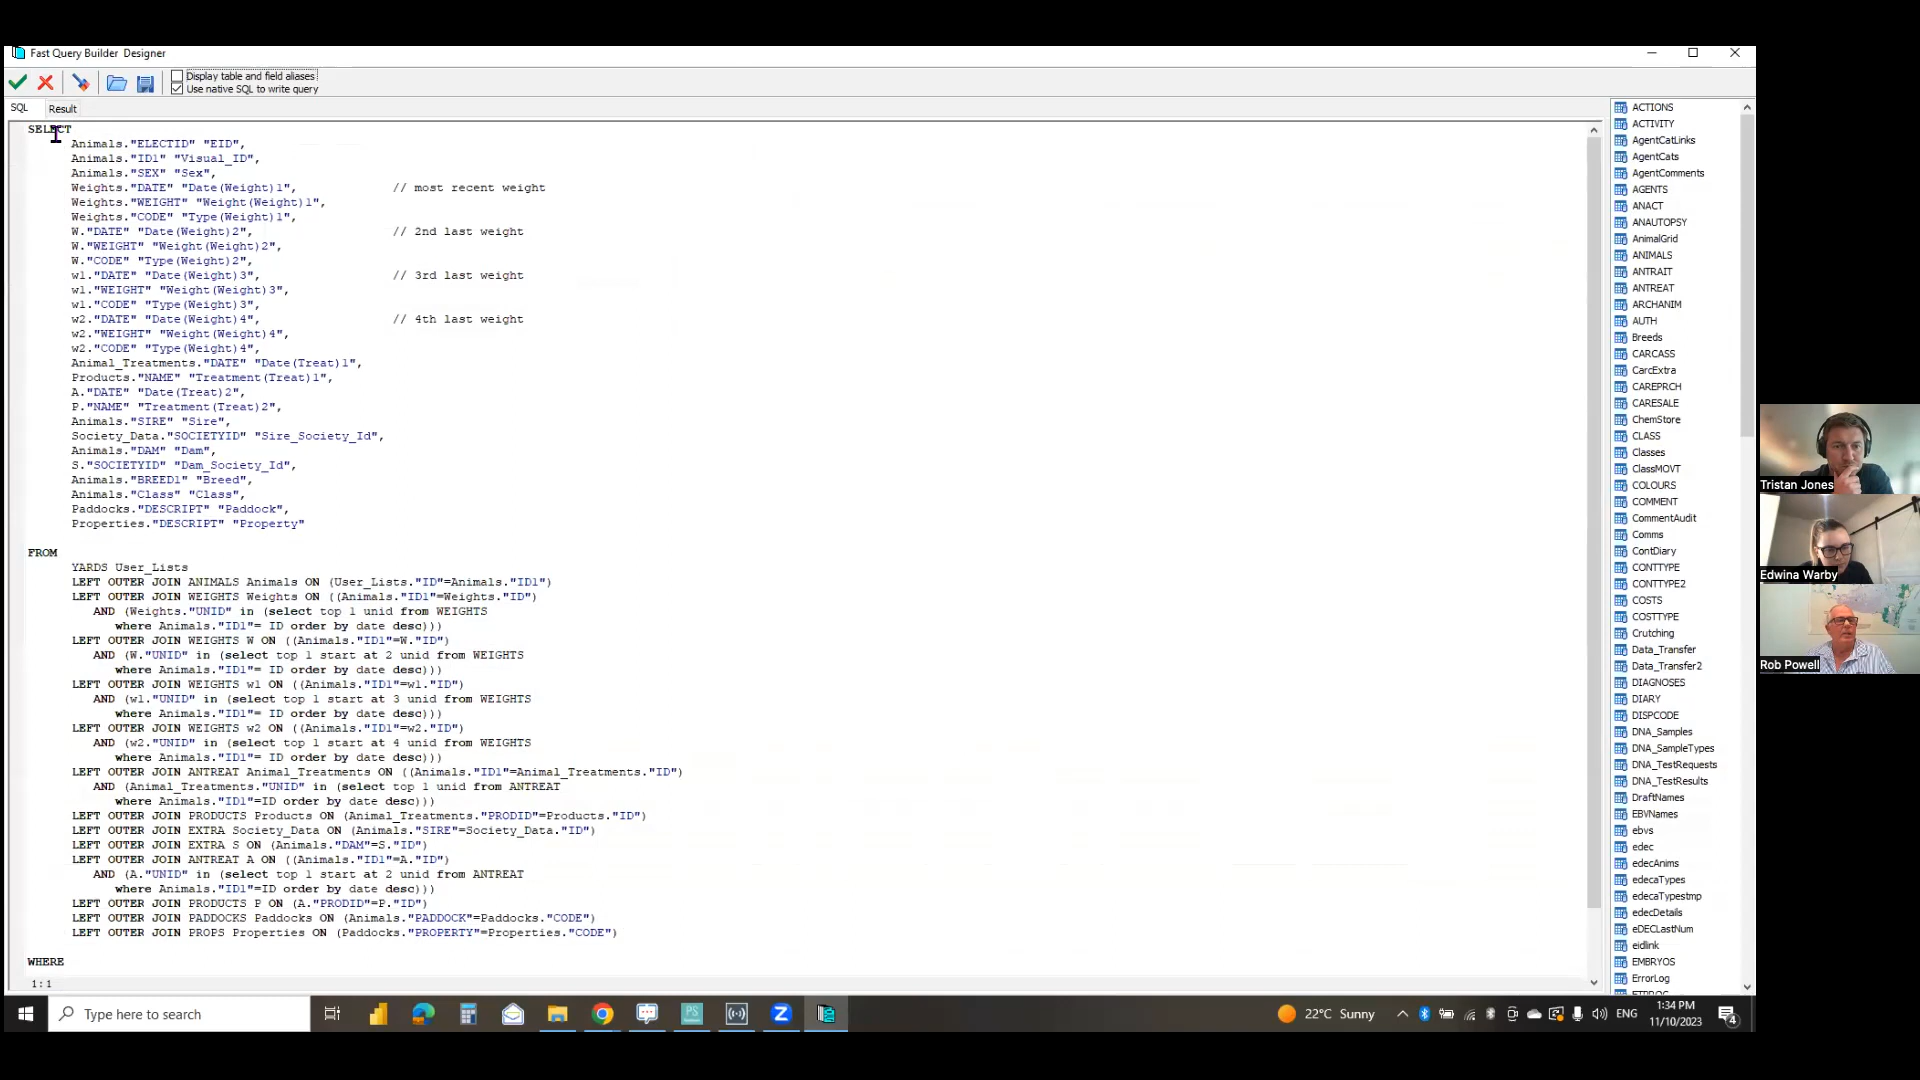 Fast Query Builder Designer
Display table and field aliases
Use native SQL to write query
SQL
Result
SELECT
Animals."ELECTID" "EID",
Animals."ID1" "Visual_ID",
Animals."SEX" "Sex",
Weights."DATE" "Date(Weight)1", // most recent weight
Weights."WEIGHT" "Weight(Weight)1",
Weights."CODE" "Type(Weight)1",
W."DATE" "Date(Weight)2", // 2nd last weight
W."WEIGHT" "Weight(Weight)2",
W."CODE" "Type(Weight)2",
w1."DATE" "Date(Weight)3", // 3rd last weight
w1."WEIGHT" "Weight(Weight)3",
w1."CODE" "Type(Weight)3",
w2."DATE" "Date(Weight)4", // 4th last weight
w2."WEIGHT" "Weight(Weight)4",
w2."CODE" "Type(Weight)4",
Animal_Treatments."DATE" "Date(Treat)1",
Products."NAME" "Treatment(Treat)1",
A."DATE" "Date(Treat)2",
P."NAME" "Treatment(Treat)2",
Animals."SIRE" "Sire",
Society_Data."SOCIETYID" "Sire_Society_Id",
Animals."DAM" "Dam",
S."SOCIETYID" "Dam_Society_Id",
Animals."BREED1" "Breed",
Animals."Class" "Class",
Paddocks."DESCRIPT" "Paddock",
Properties."DESCRIPT" "Property"
FROM
YARDS User_Lists
LEFT OUTER JOIN ANIMALS Animals ON (User_Lists."ID"=Animals."ID1")
LEFT OUTER JOIN WEIGHTS Weights ON ((Animals."ID1"=Weights."ID")
AND (Weights."UNID" in (select top 1 unid from WEIGHTS
where Animals."ID1"= ID order by date desc)))
LEFT OUTER JOIN WEIGHTS W ON ((Animals."ID1"=W."ID")
AND (W."UNID" in (select top 1 start at 2 unid from WEIGHTS
where Animals."ID1"= ID order by date desc)))
LEFT OUTER JOIN WEIGHTS w1 ON ((Animals."ID1"=w1."ID")
AND (w1."UNID" in (select top 1 start at 3 unid from WEIGHTS
where Animals."ID1"= ID order by date desc)))
LEFT OUTER JOIN WEIGHTS w2 ON ((Animals."ID1"=w2."ID")
AND (w2."UNID" in (select top 1 start at 4 unid from WEIGHTS
where Animals."ID1"= ID order by date desc)))
LEFT OUTER JOIN ANTREAT Animal_Treatments ON ((Animals."ID1"=Animal_Treatments."ID")
AND (Animal_Treatments."UNID" in (select top 1 unid from ANTREAT
where Animals."ID1"=ID order by date desc)))
LEFT OUTER JOIN PRODUCTS Products ON (Animal_Treatments."PRODID"=Products."ID")
LEFT OUTER JOIN EXTRA Society_Data ON (Animals."SIRE"=Society_Data."ID")
LEFT OUTER JOIN EXTRA S ON (Animals."DAM"=S."ID")
LEFT OUTER JOIN ANTREAT A ON ((Animals."ID1"=A."ID")
AND (A."UNID" in (select top 1 start at 2 unid from ANTREAT
where Animals."ID1"=ID order by date desc)))
LEFT OUTER JOIN PRODUCTS P ON (A."PRODID"=P."ID")
LEFT OUTER JOIN PADDOCKS Paddocks ON (Animals."PADDOCK"=Paddocks."CODE")
LEFT OUTER JOIN PROPS Properties ON (Paddocks."PROPERTY"=Properties."CODE")
WHERE
1:1
ACTIONS
ACTIVITY
AgentCatLinks
AgentCats
AgentComments
AGENTS
ANACT
ANAUTOPSY
AnimalGrid
ANIMALS
ANTRAIT
ANTREAT
ARCHANIM
AUTH
Breeds
CARCASS
CarcExtra
CAREPRCH
CARESALE
ChemStore
CLASS
Classes
ClassMOVT
COLOURS
COMMENT
CommentAudit
Comms
ContDiary
CONTTYPE
CONTTYPE2
COSTS
COSTTYPE
Crutching
Data_Transfer
Data_Transfer2
DIAGNOSES
DIARY
DISPCODE
DNA_Samples
DNA_SampleTypes
DNA_TestRequests
DNA_TestResults
DraftNames
EBVNames
ebvs
edec
edecAnims
edecaTypes
edecaTypestmp
edecDetails
eDECLastNum
eidlink
EMBRYOS
ErrorLog
Tristan Jones
Edwina Warby
Rob Powell
Type here to search
PS
Z
22°C Sunny
ENG
1:34 PM
11/10/2023
4